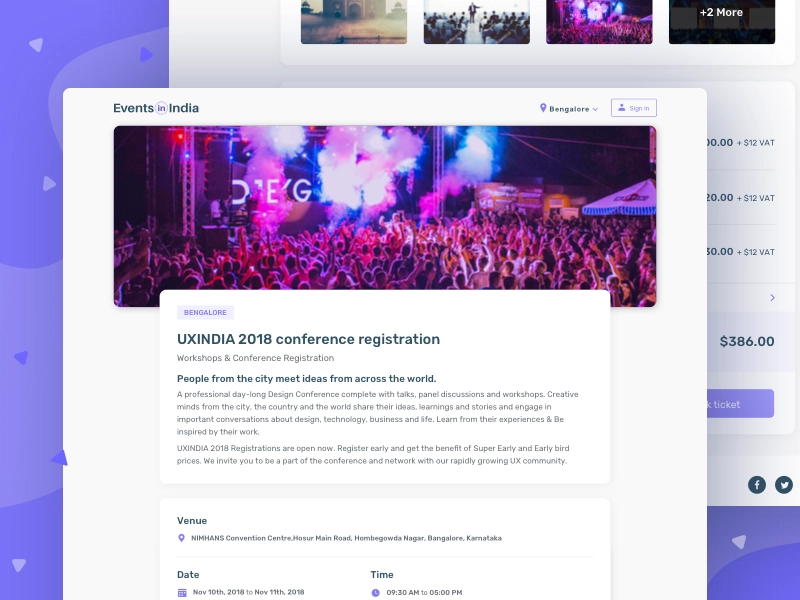 +2 More
Events in India
Bengalore
Sign in
00.00 + $12 VAT
20.00 + $12 VAT
30.00 + $12 VAT
$386.00
ticket
BENGALORE
UXINDIA 2018 conference registration
Workshops & Conference Registration
People from the city meet ideas from across the world.
A professional day-long Design Conference complete with talks, panel discussions and workshops. Creative
minds from the city, the country and the world share their ideas, learnings and stories and engage in
important conversations about design, technology, business and life. Learn from their experiences & Be
inspired by their work.
UXINDIA 2018 Registrations are open now. Register early and get the benefit of Super Early and Early bird
prices. We invite you to be a part of the conference and network with our rapidly growing UX community.
Venue
NIMHANS Convention Centre,Hosur Main Road, Hombegowda Nagar, Bangalore, Karnataka
Date
Time
Nov 10th, 2018 to Nov 11th, 2018
09:30 AM to 05:00 PM